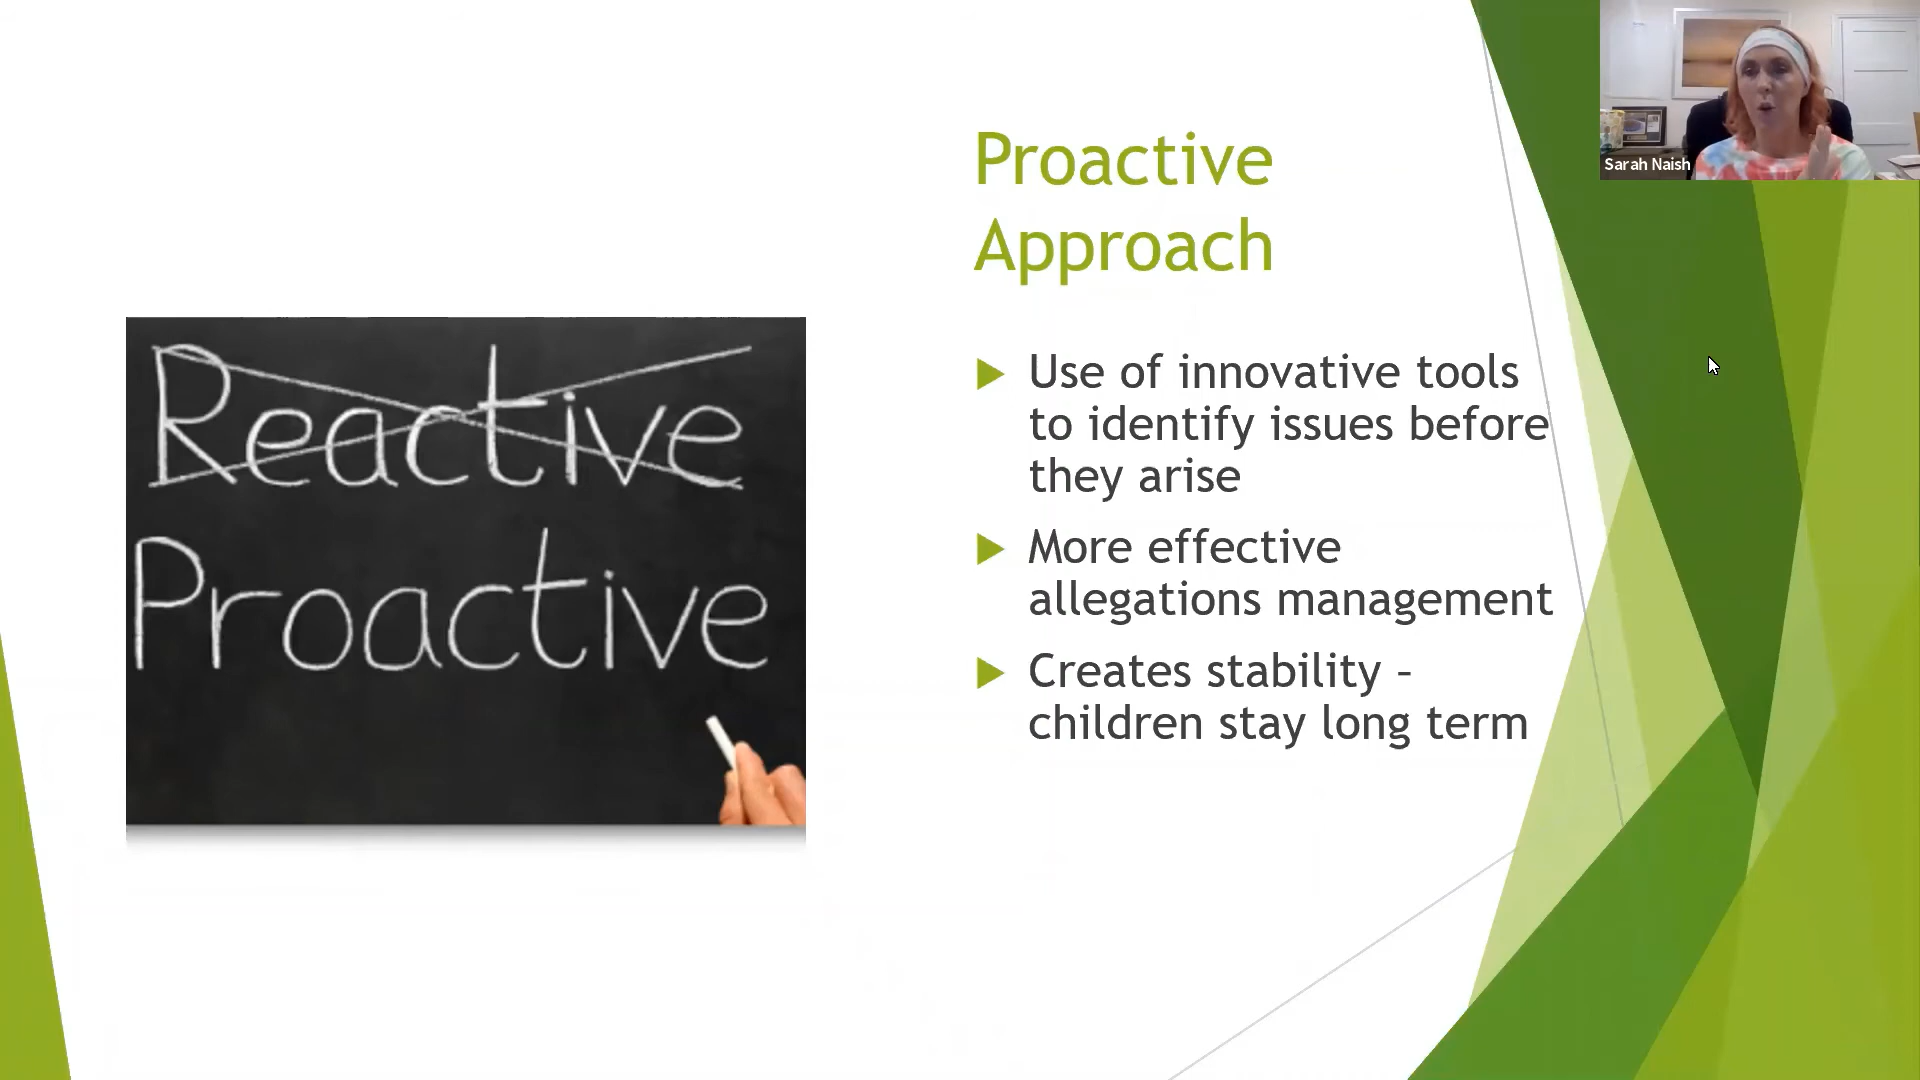 Proactive
Approach
Sarah Naish
Reactive
Proactive
Use of innovative tools
to identify issues before
they arise
More effective
allegations management
Creates stability –
children stay long term